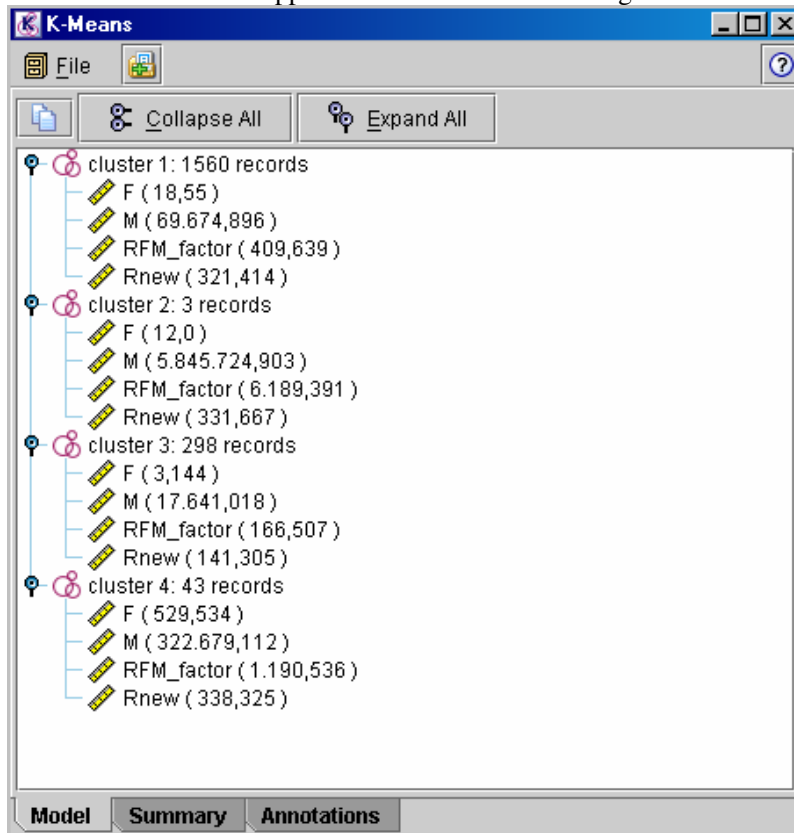 K-Means
File
Collapse All Expand All
cluster 1: 1560 records
F ( 18,55 )
M ( 69.674,896 )
RFM_factor ( 409,639 )
Rnew ( 321,414 )
cluster 2: 3 records
F ( 12,0 )
M ( 5.845.724,903 )
RFM_factor ( 6.189,391 )
Rnew ( 331,667 )
cluster 3: 298 records
F ( 3,144 )
M ( 17.641,018 )
RFM_factor ( 166,507 )
Rnew ( 141,305 )
cluster 4: 43 records
F ( 529,534 )
M ( 322.679,112 )
RFM_factor ( 1.190,536 )
Rnew ( 338,325 )
Model Summary Annotations